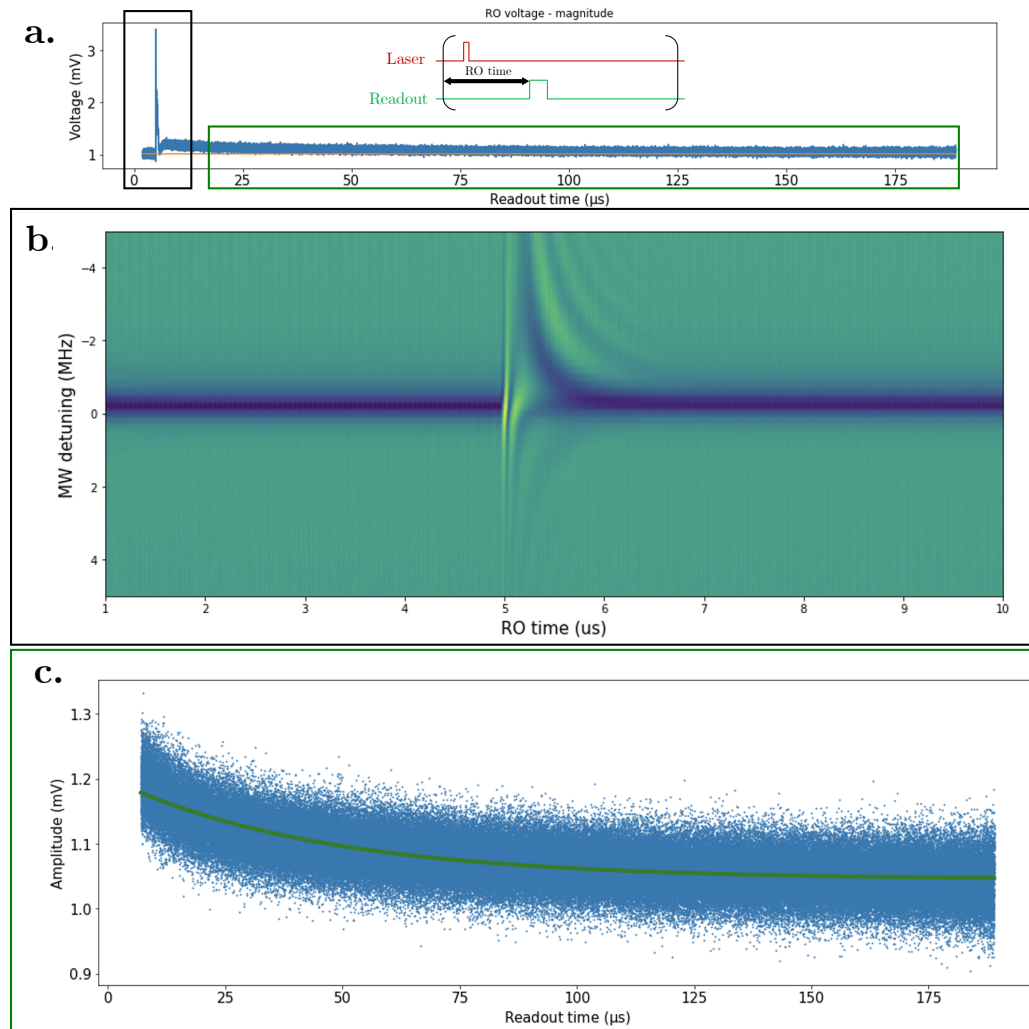 a.
RO voltage - magnitude
Voltage (mV)
3
2
1
Laser
RO time
Readout
0 25 50 75 100 125 150 175
Readout time (μs)
b.
MW detuning (MHz)
−4
−2
0
2
4
1 2 3 4 5 6 7 8 9 10
RO time (us)
c.
Amplitude (mV)
1.3
1.2
1.1
1.0
0.9
0 25 50 75 100 125 150 175
Readout time (μs)